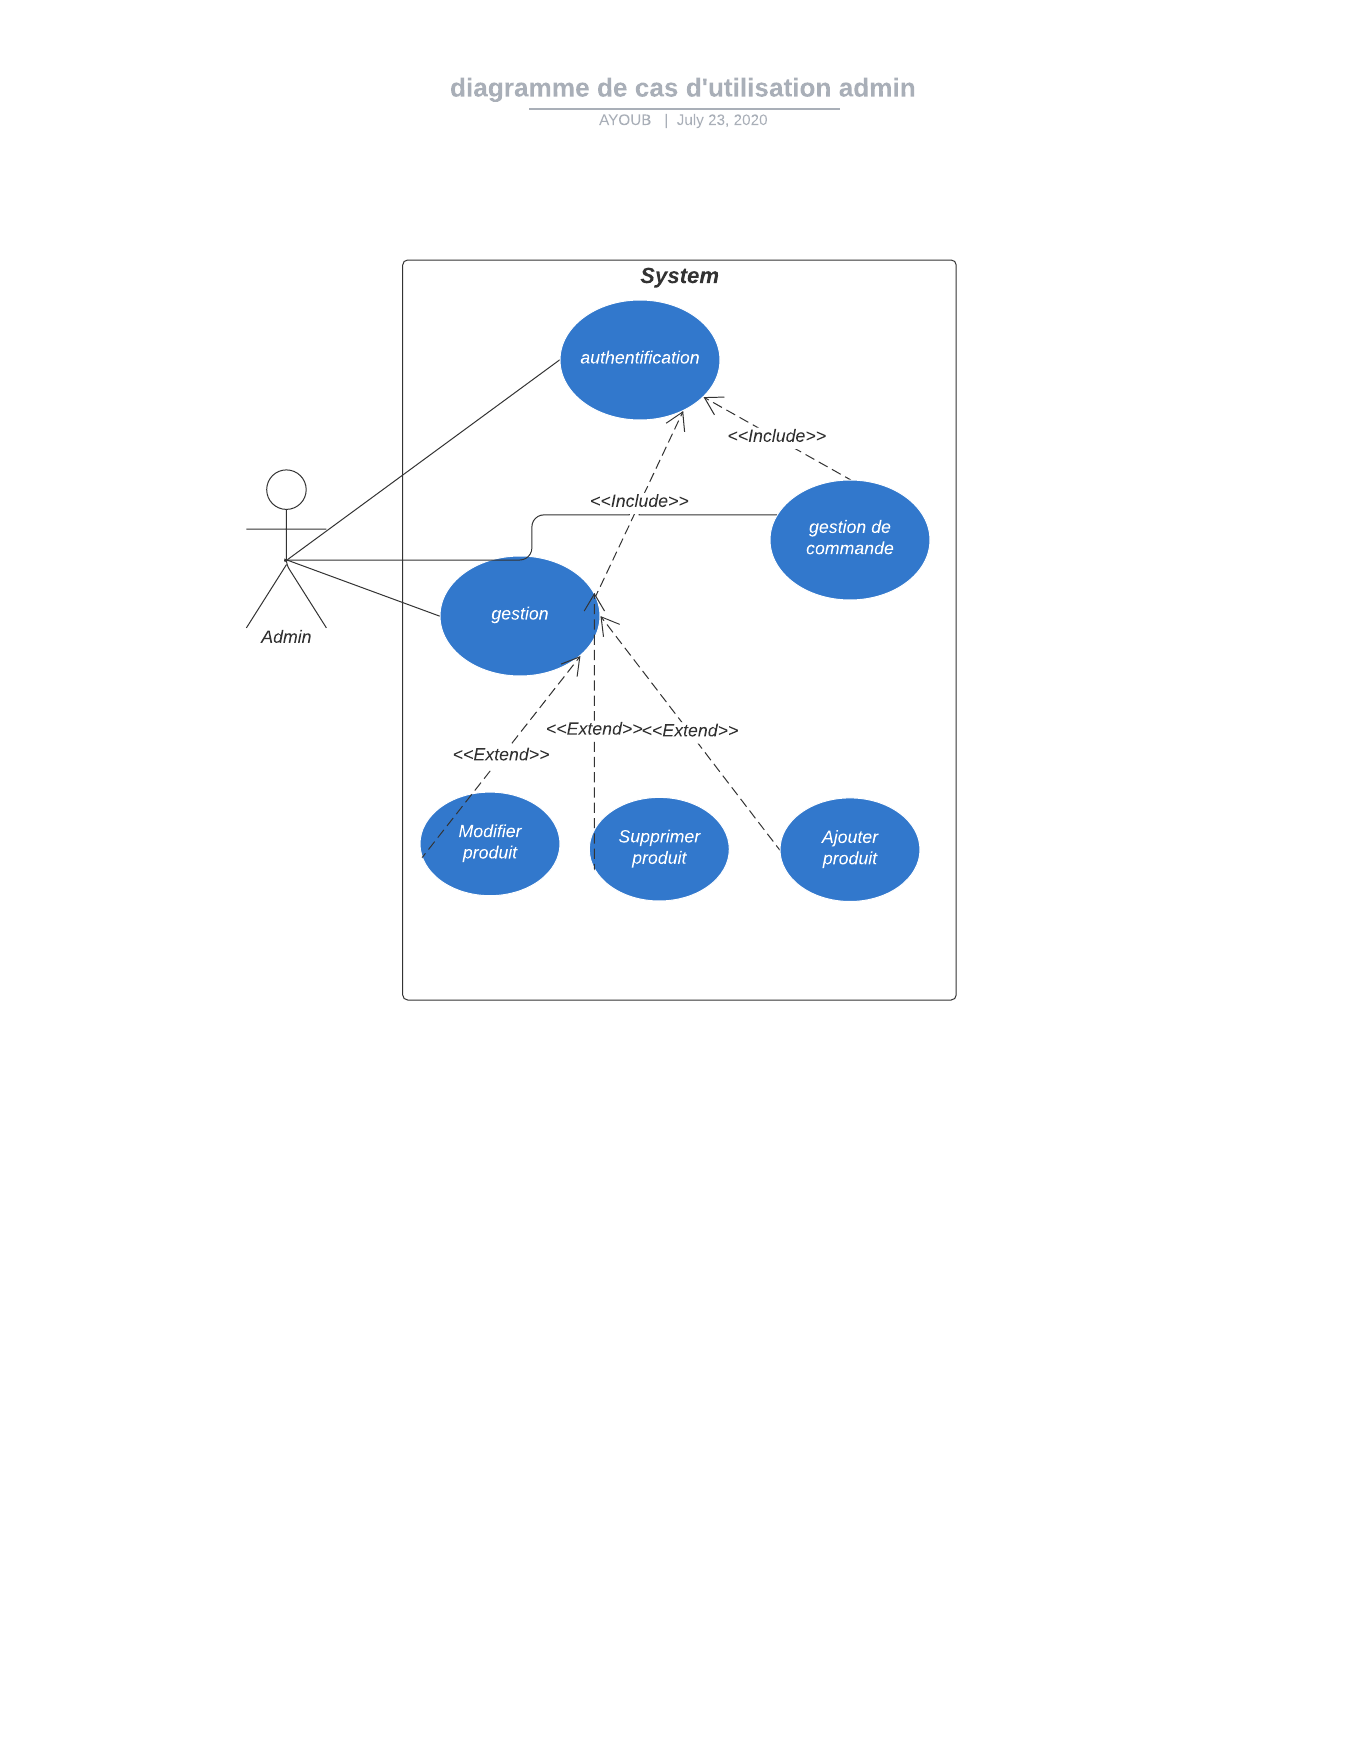 diagramme de cas d'utilisation admin
AYOUB | July 23, 2020
System
authentification
<<Include>>
<<Include>>
gestion de
commande
gestion
Admin
<<Extend>>
<<Extend>>
<<Extend>>
Modifier
produit
Supprimer
produit
Ajouter
produit